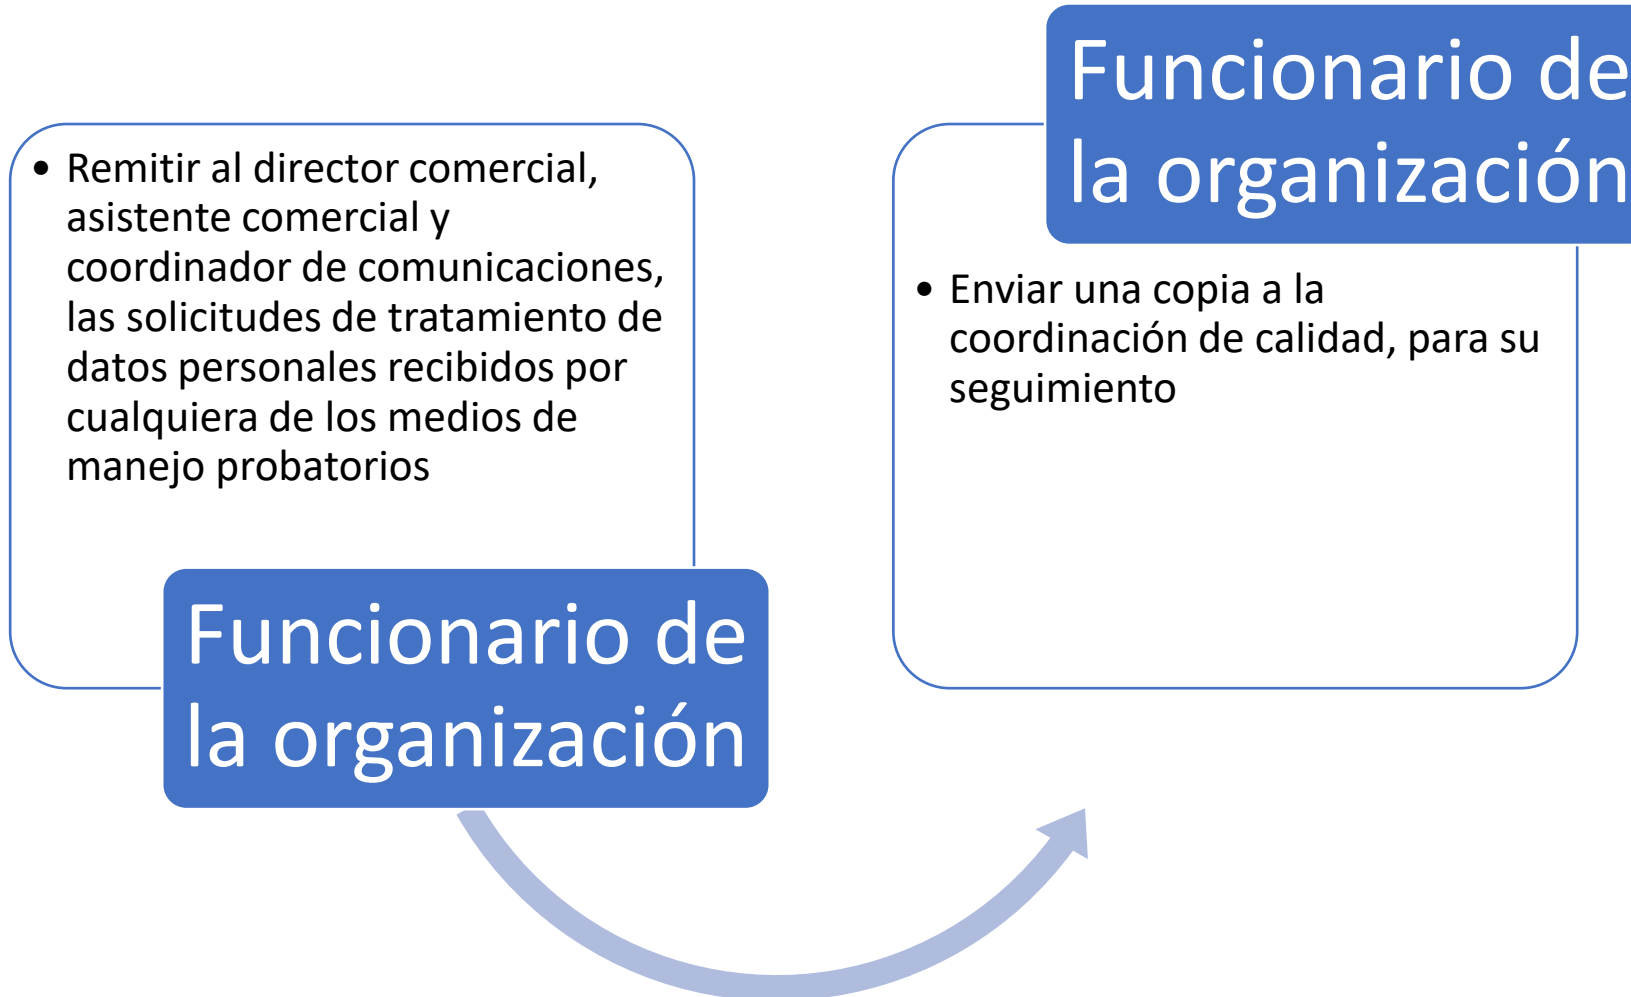 • Remitir al director comercial,
asistente comercial y
coordinador de comunicaciones,
las solicitudes de tratamiento de
datos personales recibidos por
cualquiera de los medios de
manejo probatorios
Funcionario de
la organización
Funcionario de
la organización
• Enviar una copia a la
coordinación de calidad, para su
seguimiento